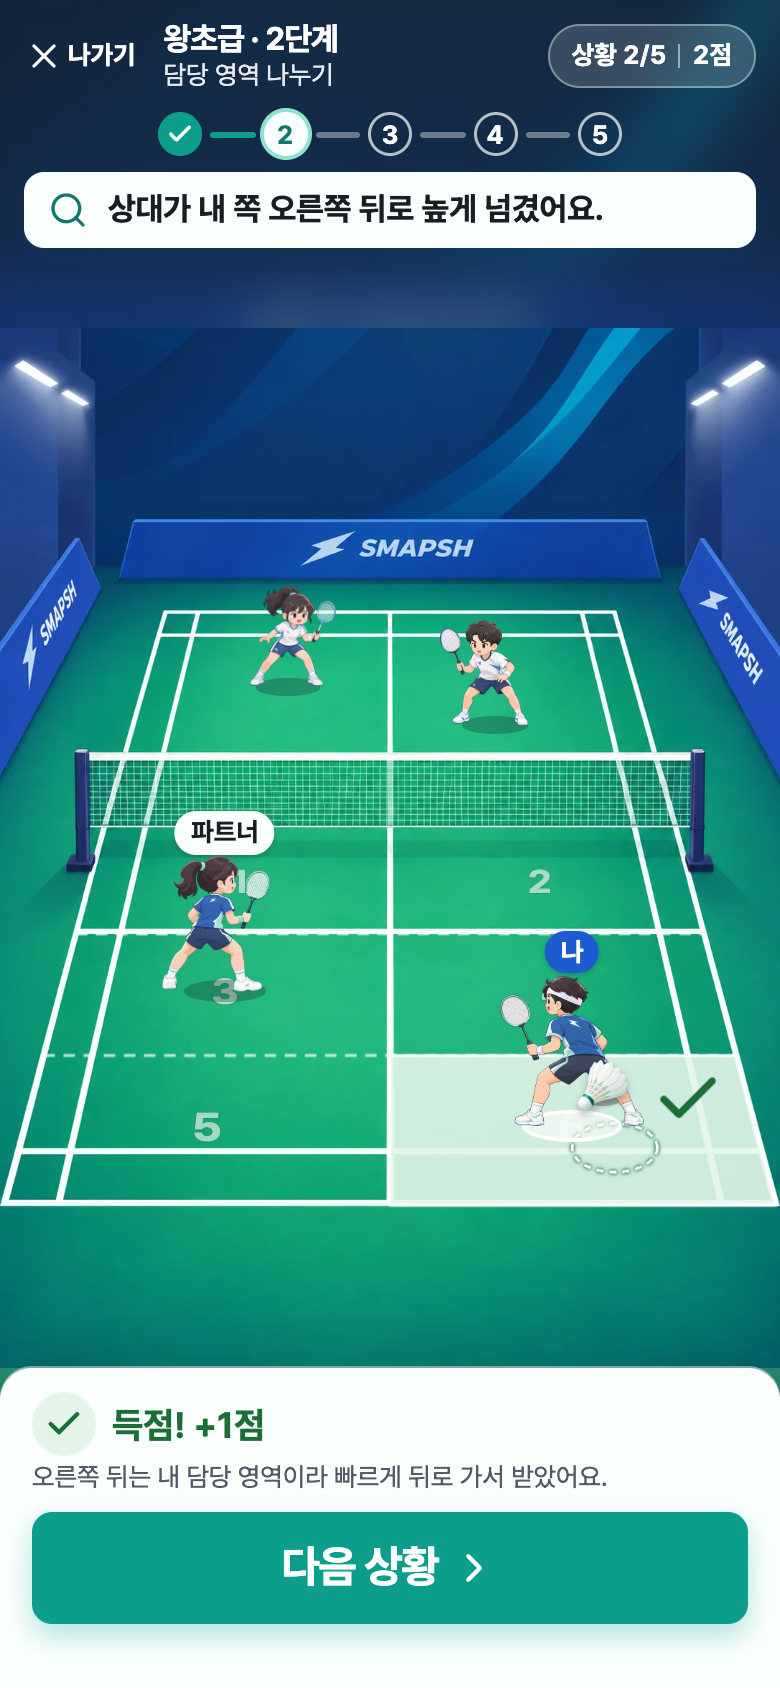 나가기
왕초급 · 2단계
담당 영역 나누기
상황 2/5 | 2점
2
3
4
5
상대가 내 쪽 오른쪽 뒤로 높게 넘겼어요.
SMAPSH
SMAPSH
SMAPSH
파트너
1
2
나
3
5
득점! +1점
오른쪽 뒤는 내 담당 영역이라 빠르게 뒤로 가서 받았어요.
다음 상황